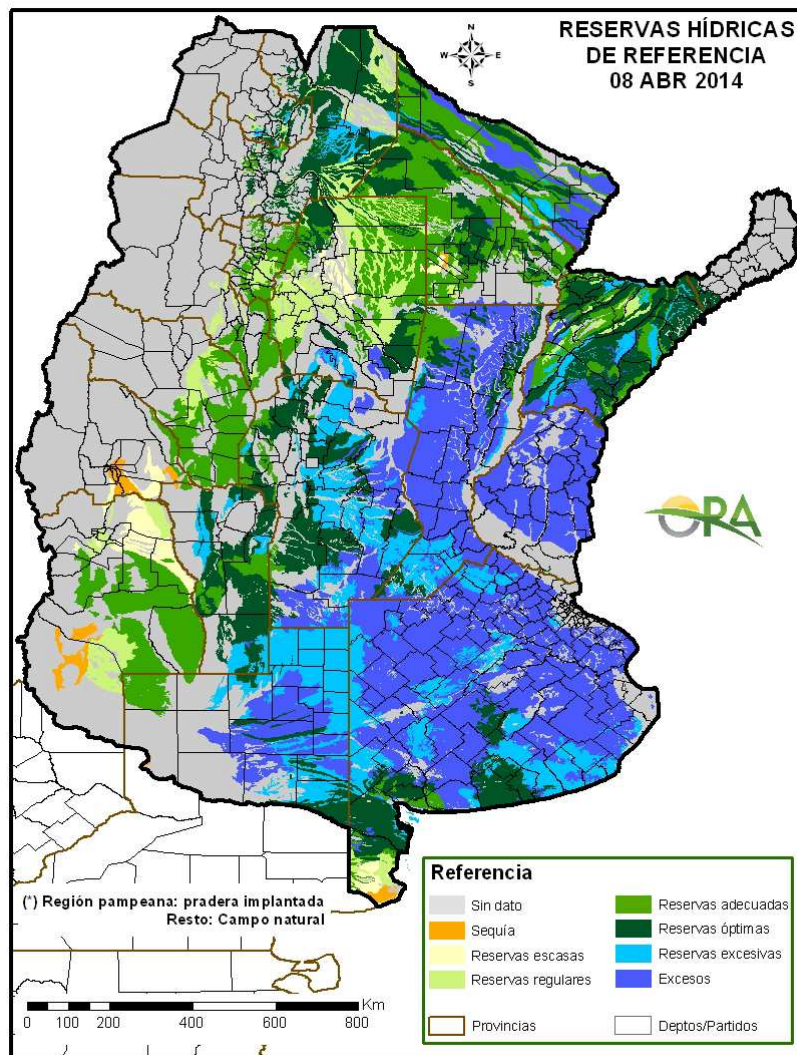 RESERVAS HÍDRICAS
DE REFERENCIA
08 ABR 2014
N
W
E
S
ORA
(*) Región pampeana: pradera implantada
Resto: Campo natural
Referencia
Sin dato
Sequía
Reservas escasas
Reservas regulares
Reservas adecuadas
Reservas óptimas
Reservas excesivas
Excesos
Provincias
Deptos/Partidos
Km
0 50 100 200 400 600 800